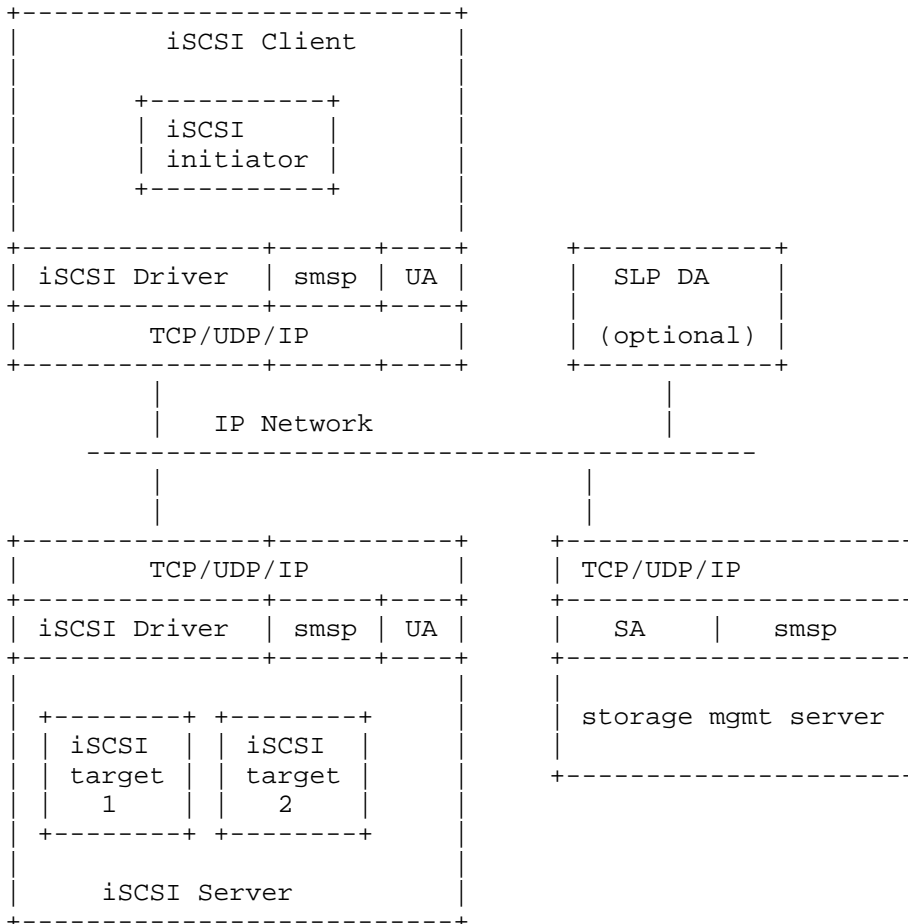 iSCSI Client
iSCSI
initiator
iSCSI Driver | smsp | UA
SLP DA
TCP/UDP/IP
(optional)
IP Network
TCP/UDP/IP
TCP/UDP/IP
iSCSI Driver | smsp | UA
SA | smsp
storage mgmt server
iSCSI
target
1
iSCSI
target
2
iSCSI Server